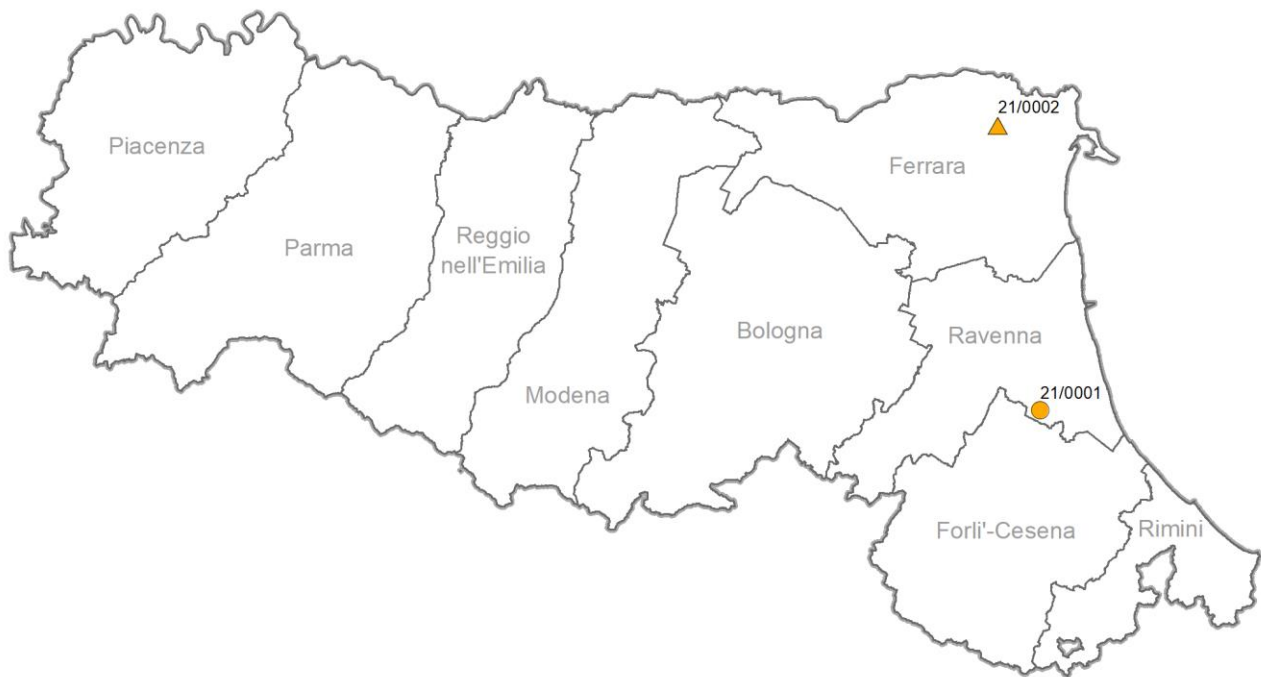 21/0002
Piacenza
Ferrara
Parma
Reggio
nell'Emilia
Bologna
Ravenna
Modena
21/0001
Forli'-Cesena
Rimini